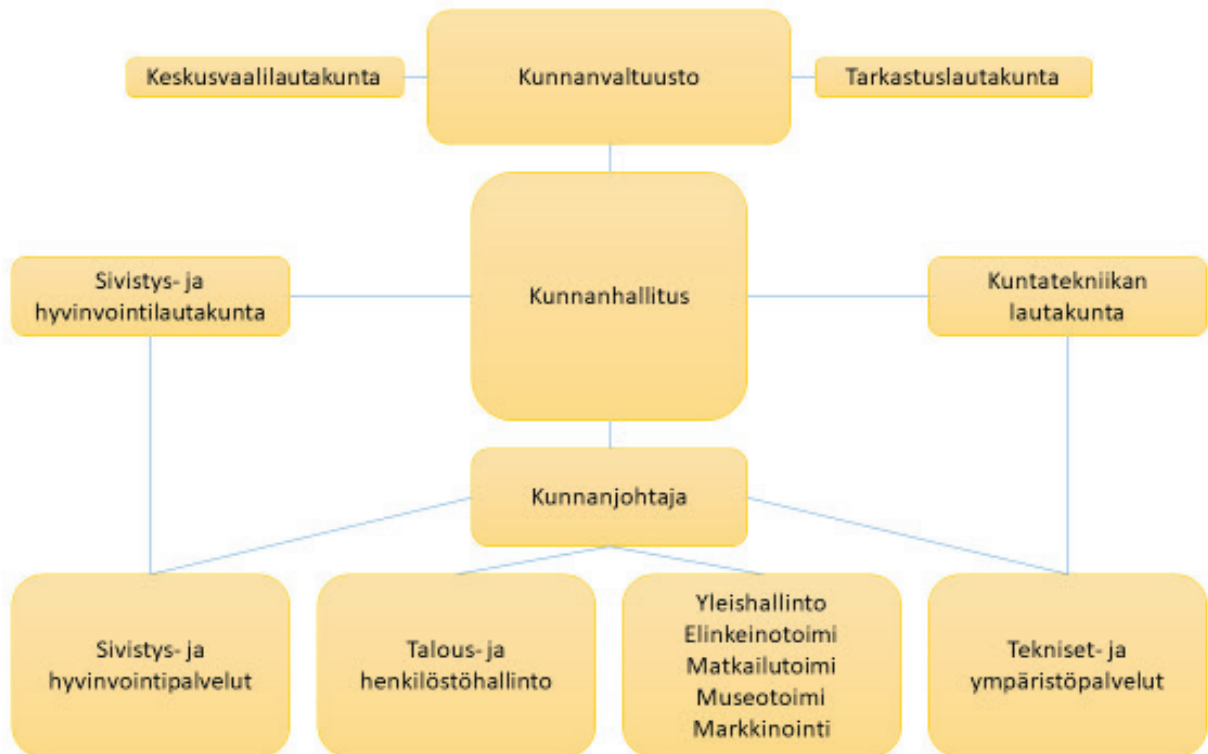 Keskusvaalilautakunta
Kunnanvaltuusto
Tarkastuslautakunta
Sivistys- ja
hyvinvointilautakunta
Kunnanhallitus
Kuntatekniikan
lautakunta
Kunnanjohtaja
Sivistys- ja
hyvinvointipalvelut
Talous- ja
henkilöstöhallinto
Yleishallinto
Elinkeinotoimi
Matkailutoimi
Museotoimi
Markkinointi
Tekniset- ja
ympäristöpalvelut